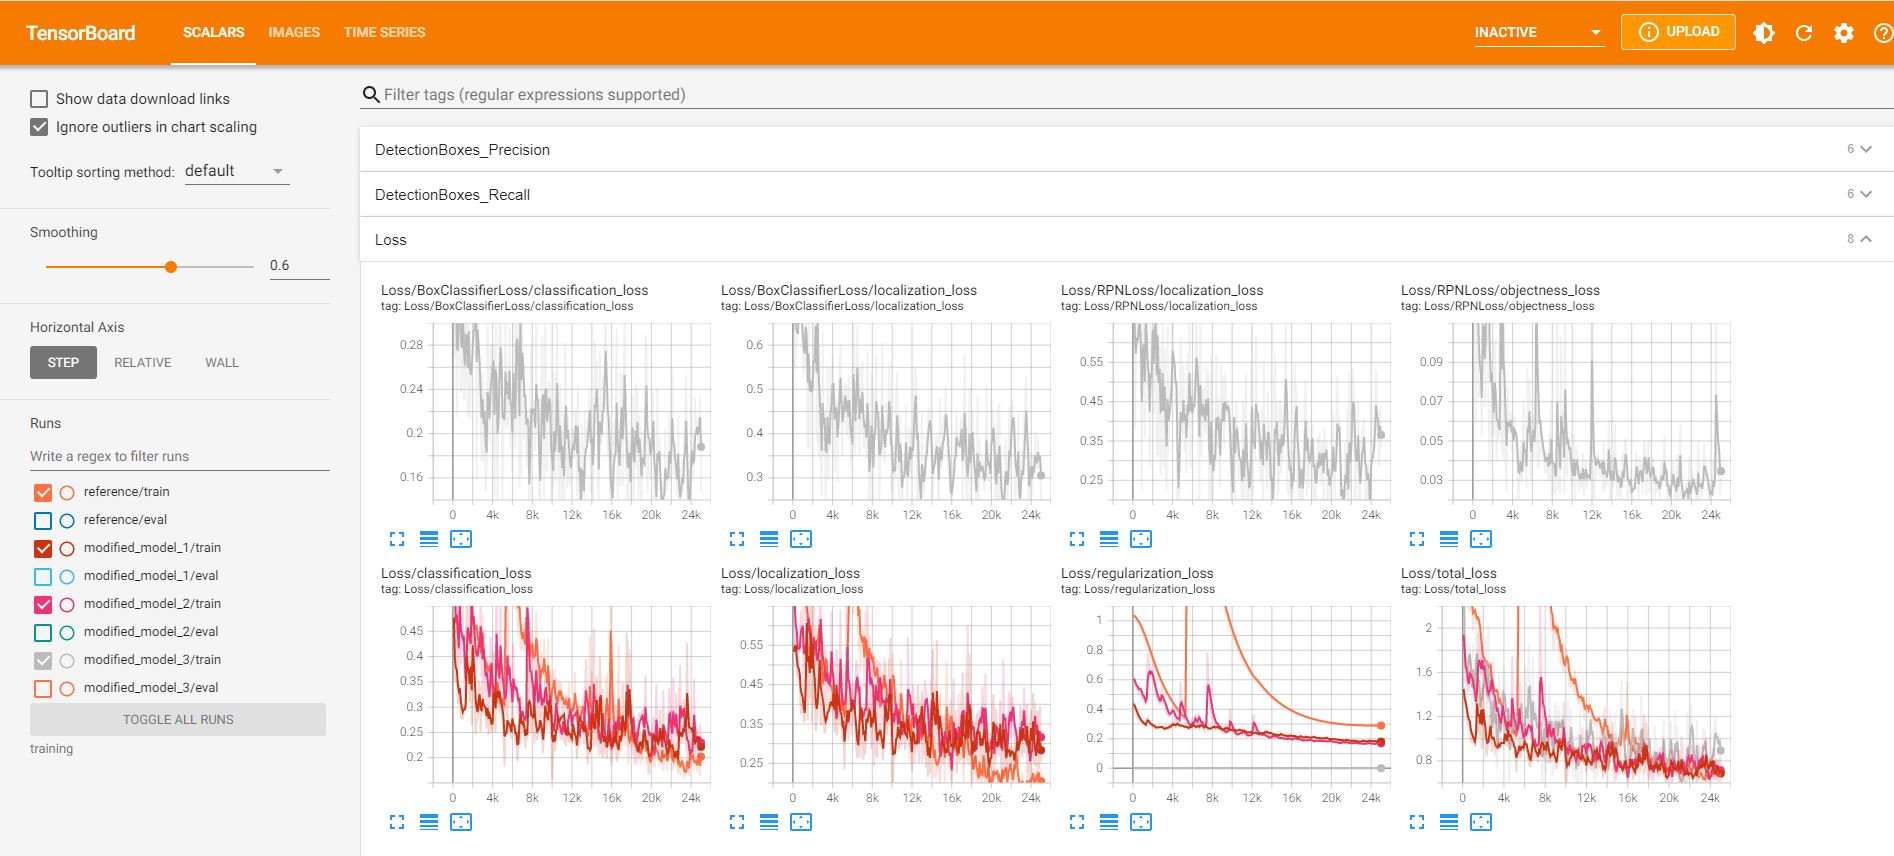 TensorBoard
SCALARS IMAGES TIME SERIES
INACTIVE
UPLOAD
Show data download links
Ignore outliers in chart scaling
Tooltip sorting method: default
Smoothing
0.6
Horizontal Axis
STEP RELATIVE WALL
Runs
Write a regex to filter runs
reference/train
reference/eval
modified_model_1/train
modified_model_1/eval
modified_model_2/train
modified_model_2/eval
modified_model_3/train
modified_model_3/eval
TOGGLE ALL RUNS
training
Filter tags (regular expressions supported)
DetectionBoxes_Precision 6
DetectionBoxes_Recall 6
Loss 8
Loss/BoxClassifierLoss/classification_loss
tag: Loss/BoxClassifierLoss/classification_loss
0.28
0.24
0.2
0.16
0 4k 8k 12k 16k 20k 24k
Loss/BoxClassifierLoss/localization_loss
tag: Loss/BoxClassifierLoss/localization_loss
0.6
0.5
0.4
0.3
0 4k 8k 12k 16k 20k 24k
Loss/RPNLoss/localization_loss
tag: Loss/RPNLoss/localization_loss
0.55
0.45
0.35
0.25
0 4k 8k 12k 16k 20k 24k
Loss/RPNLoss/objectness_loss
tag: Loss/RPNLoss/objectness_loss
0.09
0.07
0.05
0.03
0 4k 8k 12k 16k 20k 24k
Loss/classification_loss
tag: Loss/classification_loss
0.45
0.4
0.35
0.3
0.25
0.2
0 4k 8k 12k 16k 20k 24k
Loss/localization_loss
tag: Loss/localization_loss
0.55
0.45
0.35
0.25
0 4k 8k 12k 16k 20k 24k
Loss/regularization_loss
tag: Loss/regularization_loss
1
0.8
0.6
0.4
0.2
0
0 4k 8k 12k 16k 20k 24k
Loss/total_loss
tag: Loss/total_loss
2
1.6
1.2
0.8
0 4k 8k 12k 16k 20k 24k